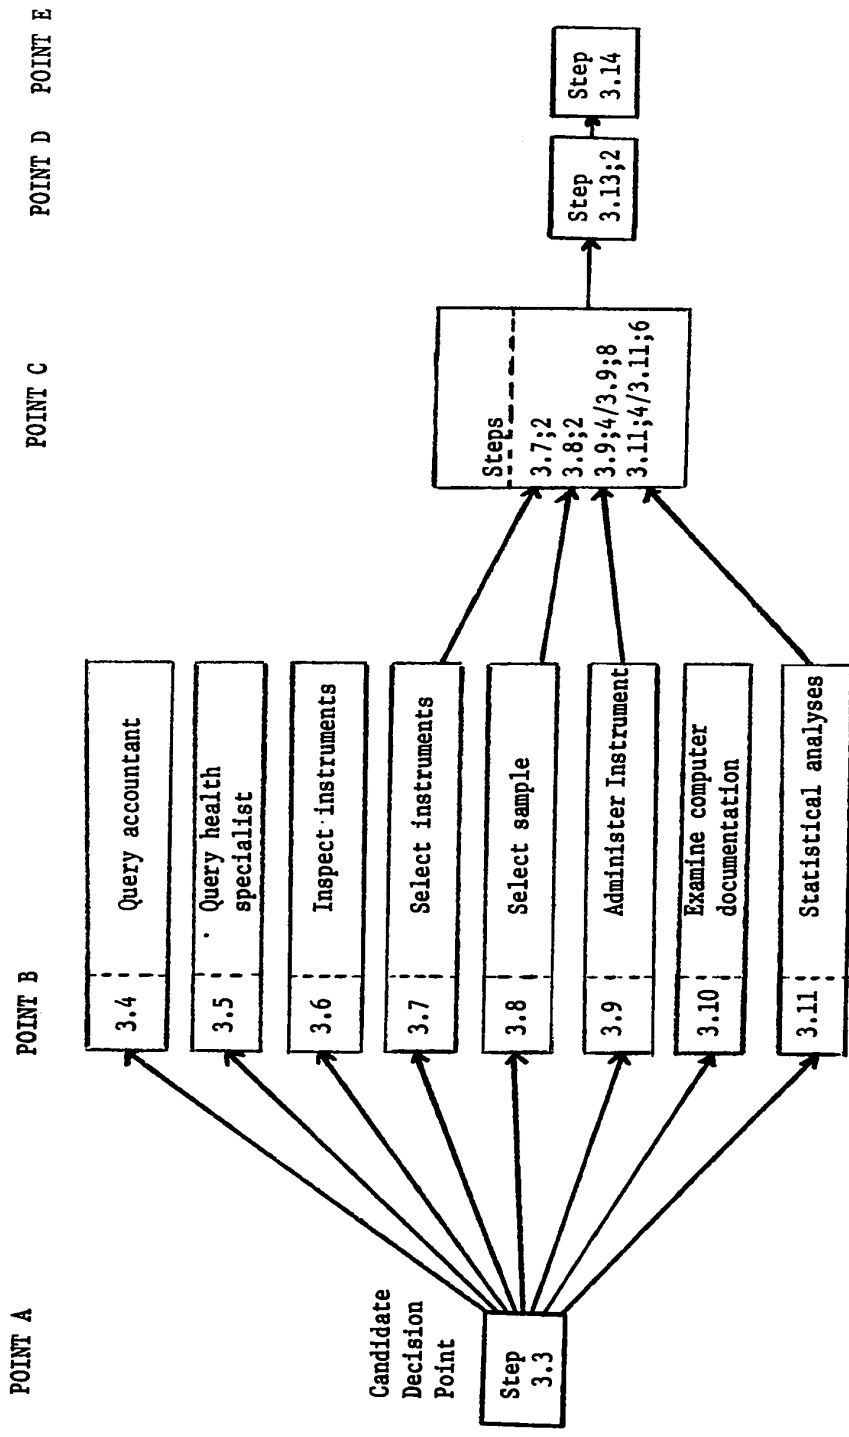 POINT A
POINT B
POINT C
POINT D
POINT E
Candidate
Decision
Point
Step
3.3
3.4
Query accountant
3.5
Query health
specialist
3.6
Inspect instruments
3.7
Select instruments
3.8
Select sample
3.9
Administer Instrument
3.10
Examine computer
documentation
3.11
Statistical analyses
Steps
3.7;2
3.8;2
3.9;4/3.9;8
3.11;4/3.11;6
Step
3.13;2
Step
3.14